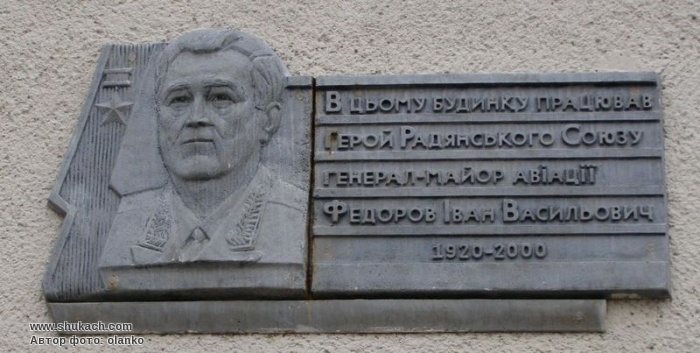 В цьому будинку працював
Герой Радянського Союзу
генерал-майор авіації
Федоров Іван Васильович
1920-2000
www.shukach.com
Автор фото: olanko